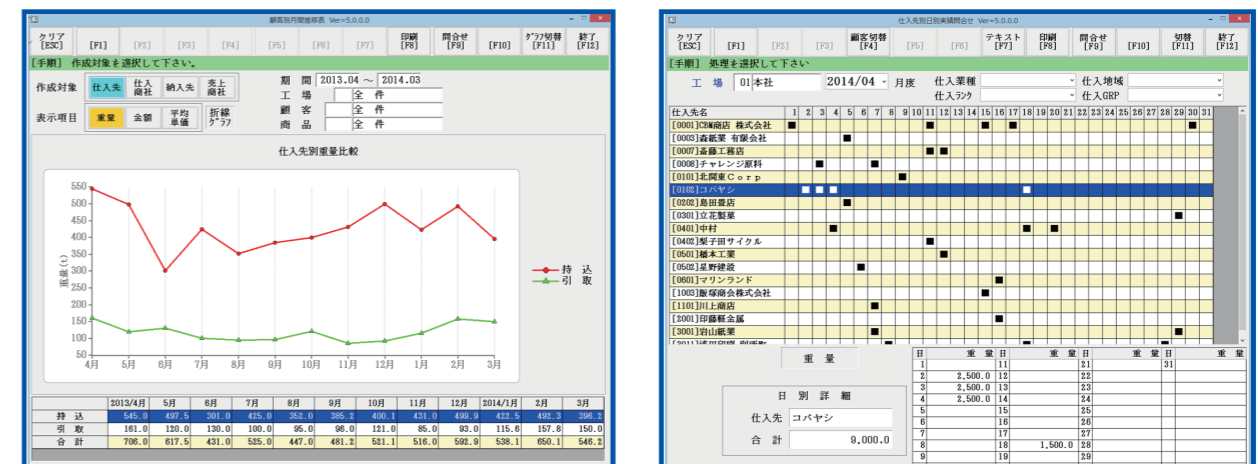 顧客別月間推移表 Ver=5.0.0.0
クリア [ESC] [F1] [F2] [F3] [F4] [F5] [F6] [F7] 印刷 [F8] 問合せ [F9] [F10] グラフ切替 [F11] 終了 [F12]
[手順] 作成対象を選択して下さい。
作成対象 仕入先 仕入商社 納入先 売上商社
表示項目 重量 金額 平均単価 折線グラフ
期 間 2013.04 ～ 2014.03
工 場 全 件
顧 客 全 件
商 品 全 件
仕入先別重量比較
重量(t)
550
500
450
400
350
300
250
200
150
100
50
4月 5月 6月 7月 8月 9月 10月 11月 12月 1月 2月 3月
持 込
引 取
2013/4月 5月 6月 7月 8月 9月 10月 11月 12月 2014/1月 2月 3月
持 込 545.0 497.5 301.0 425.0 352.0 385.2 400.1 431.0 499.9 422.5 492.3 396.2
引 取 161.0 120.0 130.0 100.0 95.0 96.0 121.0 85.0 93.0 115.6 157.8 150.0
合 計 706.0 617.5 431.0 525.0 447.0 481.2 521.1 516.0 592.9 538.1 650.1 546.2
仕入先別日別実績問合せ Ver=5.0.0.0
クリア [ESC] [F1] [F2] [F3] 顧客切替 [F4] [F5] [F6] テキスト [F7] 印刷 [F8] 問合せ [F9] [F10] 切替 [F11] 終了 [F12]
[手順] 処理を選択して下さい。
工 場 01 本社 2014/04 月度 仕入業種 仕入地域
仕入ランク 仕入GRP
仕入先名 1 2 3 4 5 6 7 8 9 10 11 12 13 14 15 16 17 18 19 20 21 22 23 24 25 26 27 28 29 30 31
[0001]CBM商店 株式会社
[0003]森紙業 有限会社
[0007]斎藤工務店
[0008]チャレンジ原料
[0101]北関東Corp
[0102]コバヤシ
[0202]島田畳店
[0301]立花製菓
[0401]中村
[0402]梨子田サイクル
[0501]橋本工業
[0502]星野建設
[0601]マリンランド
[1003]飯塚商会株式会社
[1101]川上商店
[2001]印藤軽金属
[3001]岩山紙業
重 量
日 別 詳 細
仕入先 コバヤシ
合 計 9,000.0
日 重 量 日 重 量 日 重 量 日 重 量
1 11 21 31
2 2,500.0 12 22
3 2,500.0 13 23
4 2,500.0 14 24
5 15 25
6 16 26
7 17 27
8 18 1,500.0 28
9 19 29